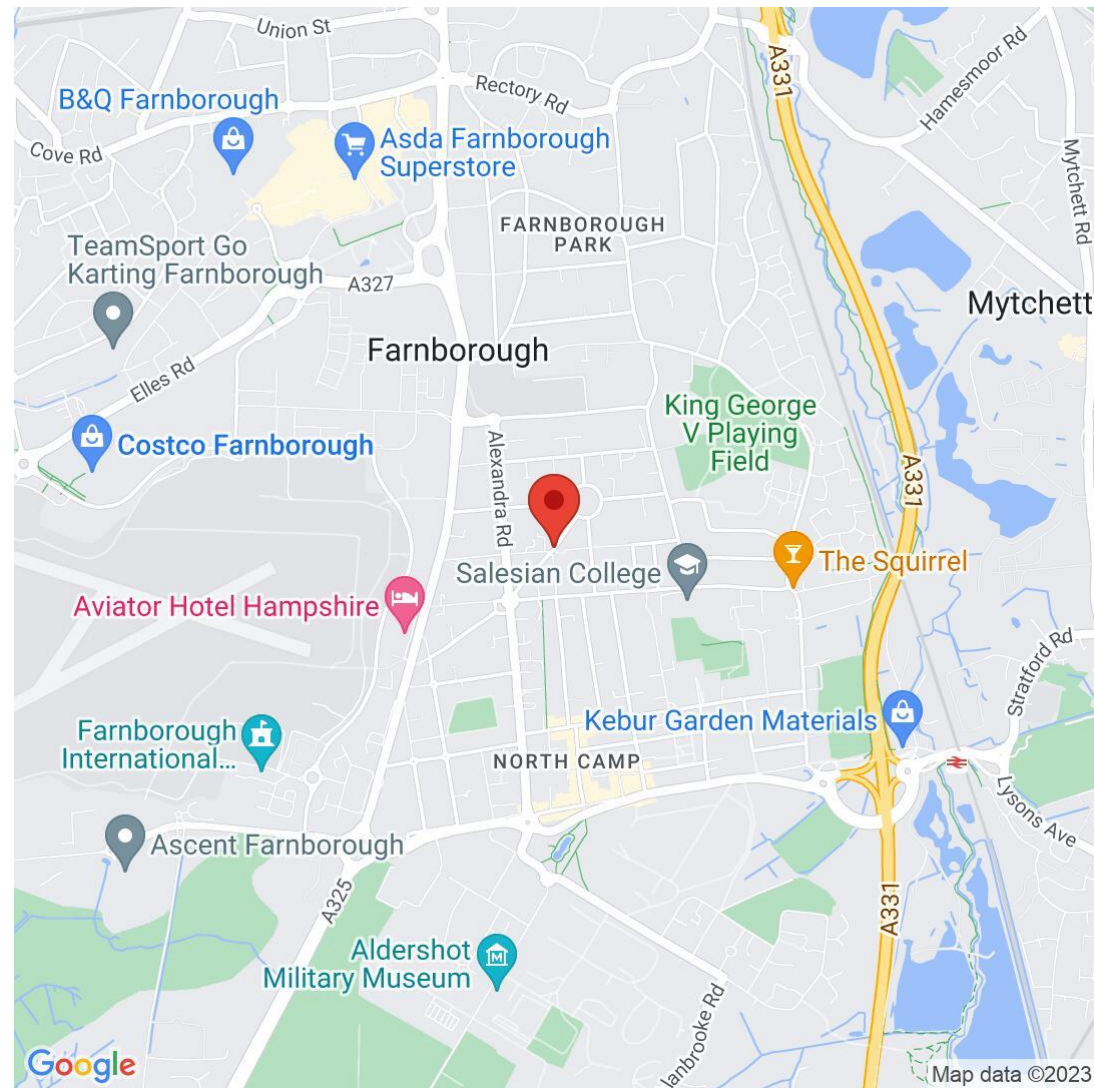 Union St
B&Q Farnborough
Rectory Rd
A331
Hamesmoor Rd
Cove Rd
Asda Farnborough
Superstore
Mytchett Rd
FARNBOROUGH
PARK
TeamSport Go
Karting Farnborough
A327
Mytchett
Farnborough
Elles Rd
King George
V Playing
Field
Costco Farnborough
Alexandra Rd
A331
The Squirrel
Salesian College
Aviator Hotel Hampshire
Stratford Rd
Kebur Garden Materials
Farnborough
International...
NORTH CAMP
Lysons Ave
Ascent Farnborough
A325
A331
Aldershot
Military Museum
lanbrooke Rd
Google
Map data ©2023